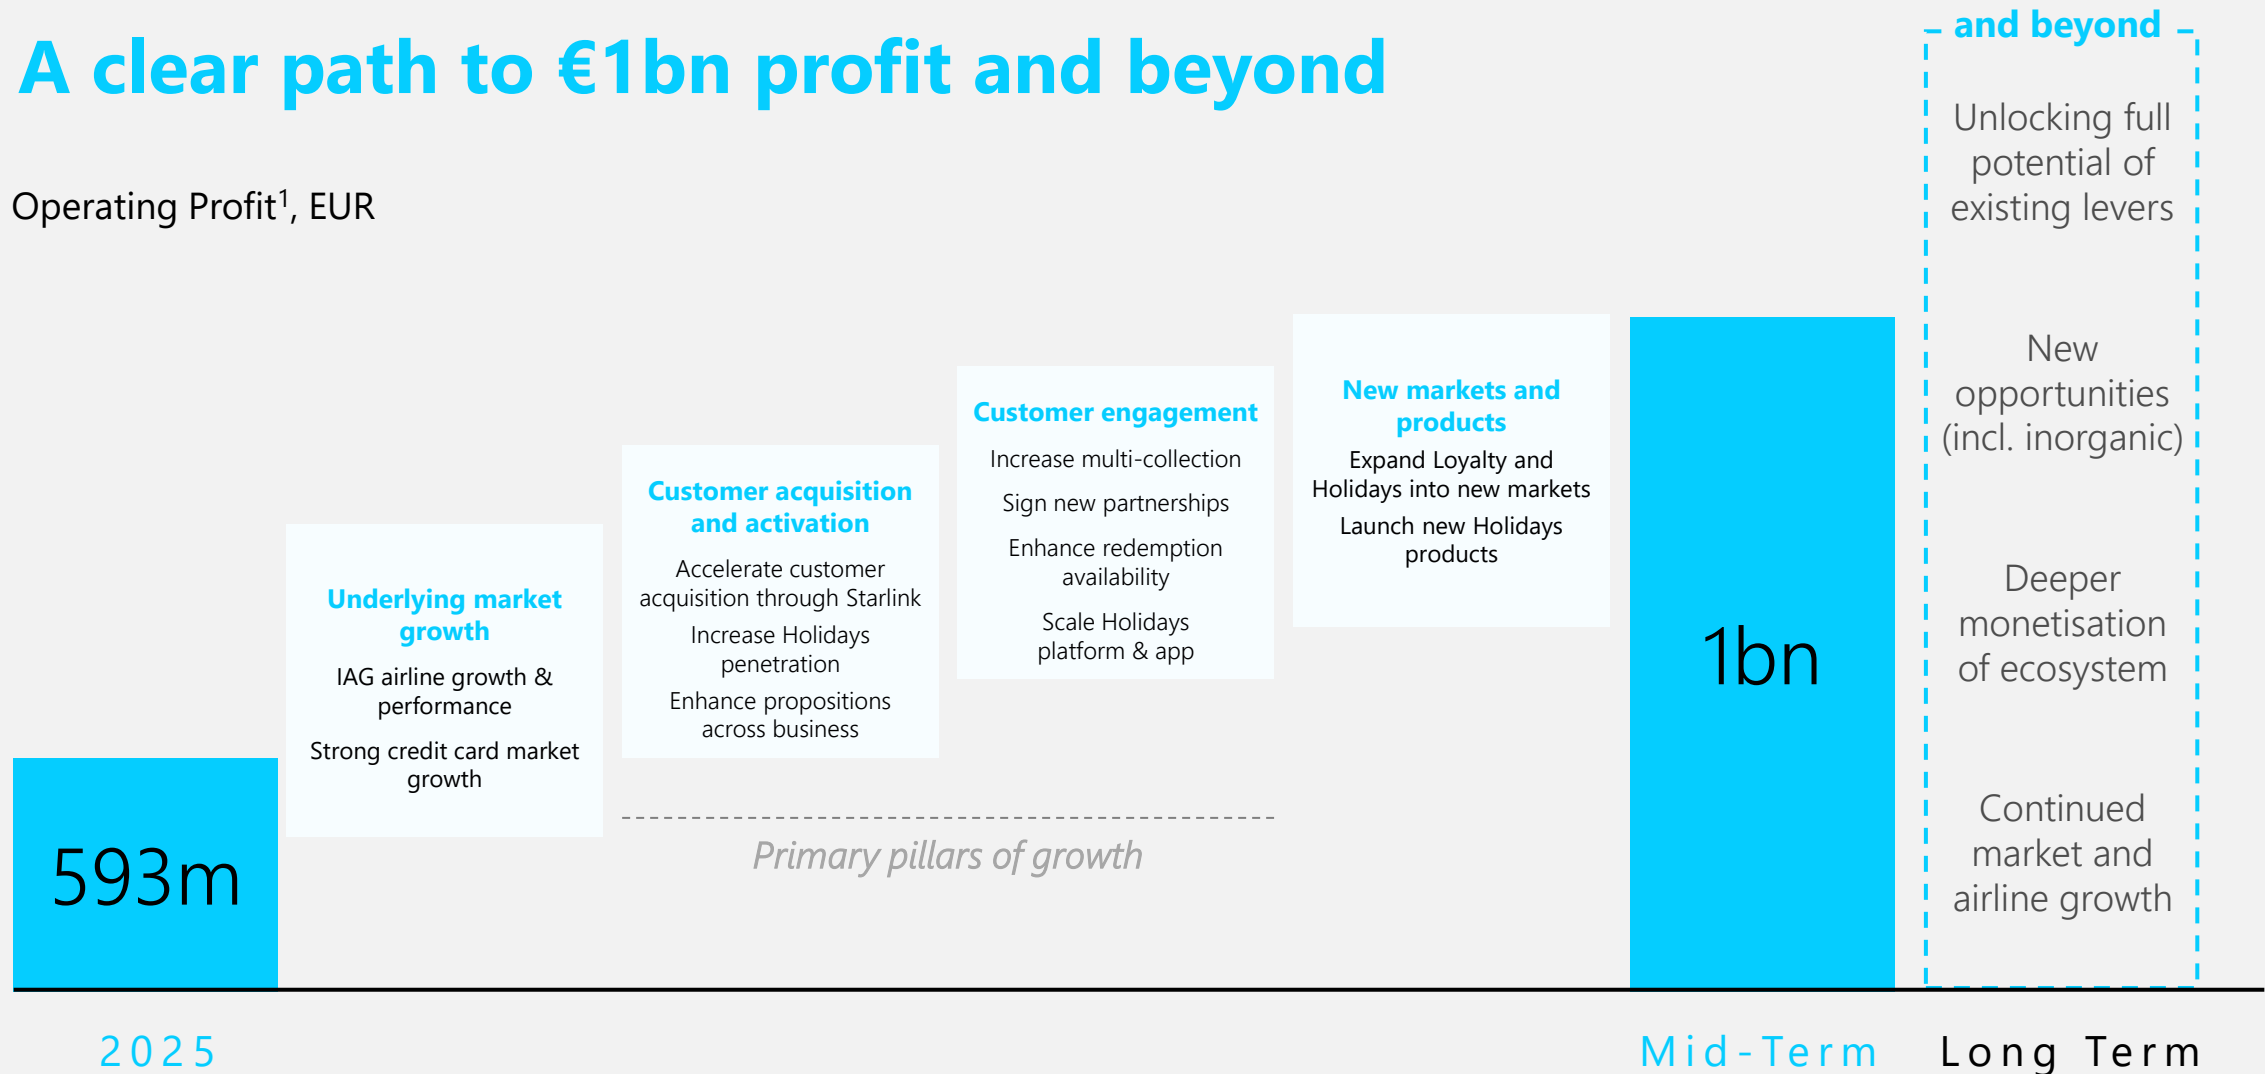 A clear path to €1bn profit and beyond
Operating Profit¹, EUR
593m
2025
Underlying market
growth
IAG airline growth &
performance
Strong credit card market
growth
Customer acquisition
and activation
Accelerate customer
acquisition through Starlink
Increase Holidays
penetration
Enhance propositions
across business
Customer engagement
Increase multi-collection
Sign new partnerships
Enhance redemption
availability
Scale Holidays
platform & app
Primary pillars of growth
New markets and
products
Expand Loyalty and
Holidays into new markets
Launch new Holidays
products
1bn
Mid-Term
and beyond
Unlocking full
potential of
existing levers
New
opportunities
(incl. inorganic)
Deeper
monetisation
of ecosystem
Continued
market and
airline growth
Long Term